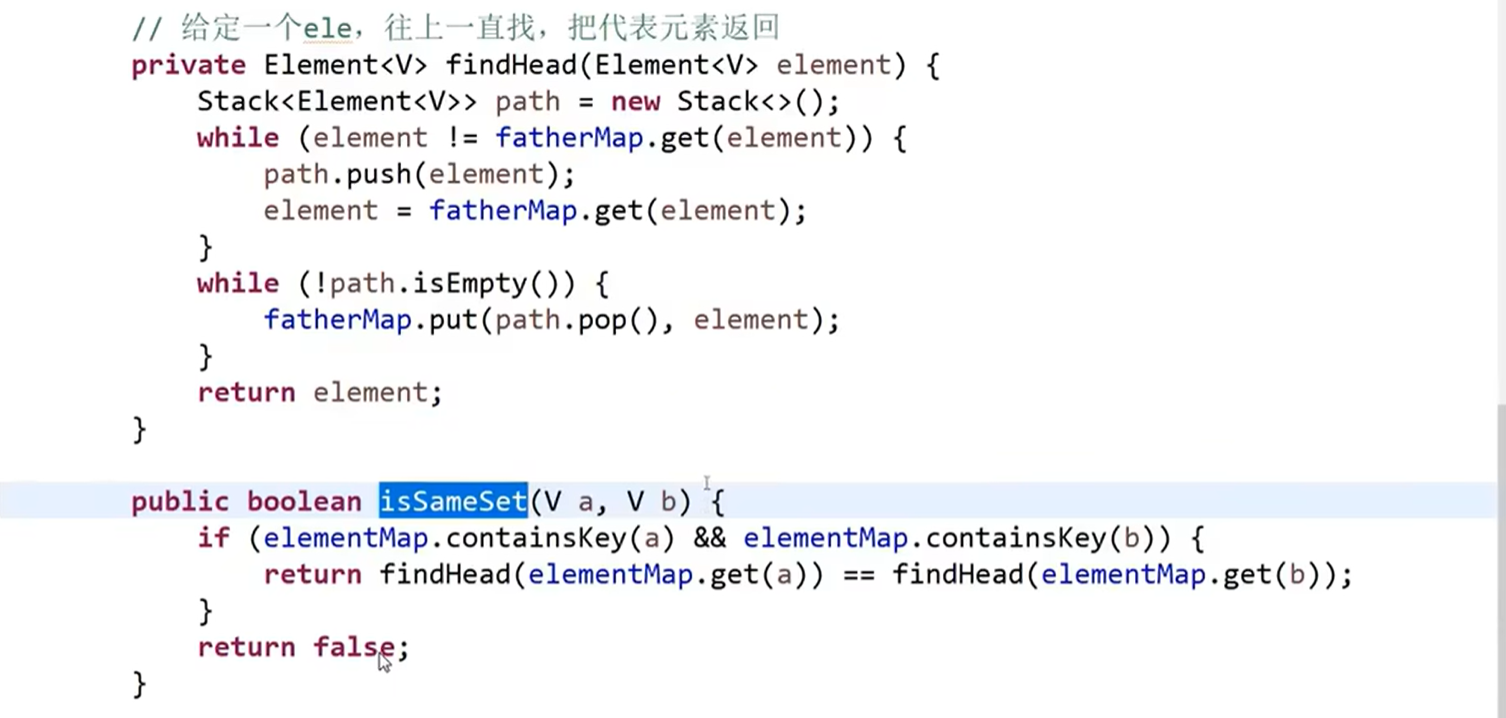 // 给定一个ele，往上一直找，把代表元素返回
private Element<V> findHead(Element<V> element) {
Stack<Element<V>> path = new Stack<>();
while (element != fatherMap.get(element)) {
path.push(element);
element = fatherMap.get(element);
}
while (!path.isEmpty()) {
fatherMap.put(path.pop(), element);
}
return element;
}
public boolean isSameSet(V a, V b) {
if (elementMap.containsKey(a) && elementMap.containsKey(b)) {
return findHead(elementMap.get(a)) == findHead(elementMap.get(b));
}
return false;
}